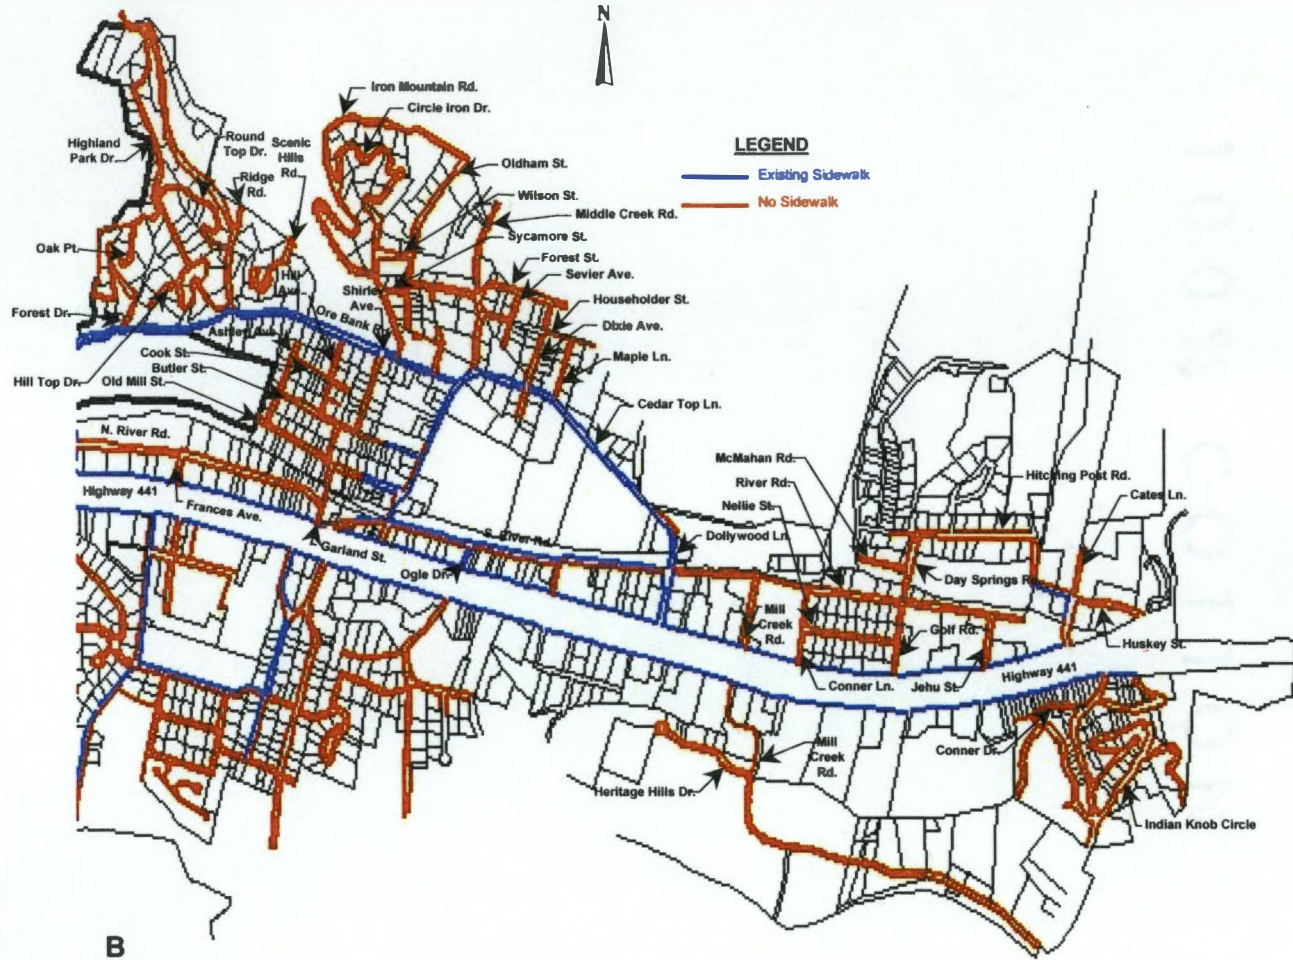 N
Iron Mountain Rd.
Circle Iron Dr.
Highland
Park Dr.
Round
Top Dr.
Scenic
Hills
Rd.
Ridge
Rd.
LEGEND
Existing Sidewalk
No Sidewalk
Oldham St.
Wilson St.
Middle Creek Rd.
Sycamore St.
Oak Pt.
Forest St.
Sevier Ave.
Hill
Ave.
Shirley
Ave.
Householder St.
Forest Dr.
Ore Bank Rd.
Ashley Ave.
Dixie Ave.
Cook St.
Butler St.
Maple Ln.
Hill Top Dr.
Old Mill St.
Cedar Top Ln.
N. River Rd.
McMahan Rd.
River Rd.
Nellie St.
Hitching Post Rd.
Cates Ln.
Highway 441
Frances Ave.
S. River Rd.
Dollywood Ln.
L. Garland St.
Ogle Dr.
Day Springs R
Mill
Creek
Rd.
Golf Rd.
Huskey St.
Conner Ln.
Jehu St.
Highway 441
Conner Dr.
Mill
Creek
Rd.
Heritage Hills Dr.
Indian Knob Circle
B